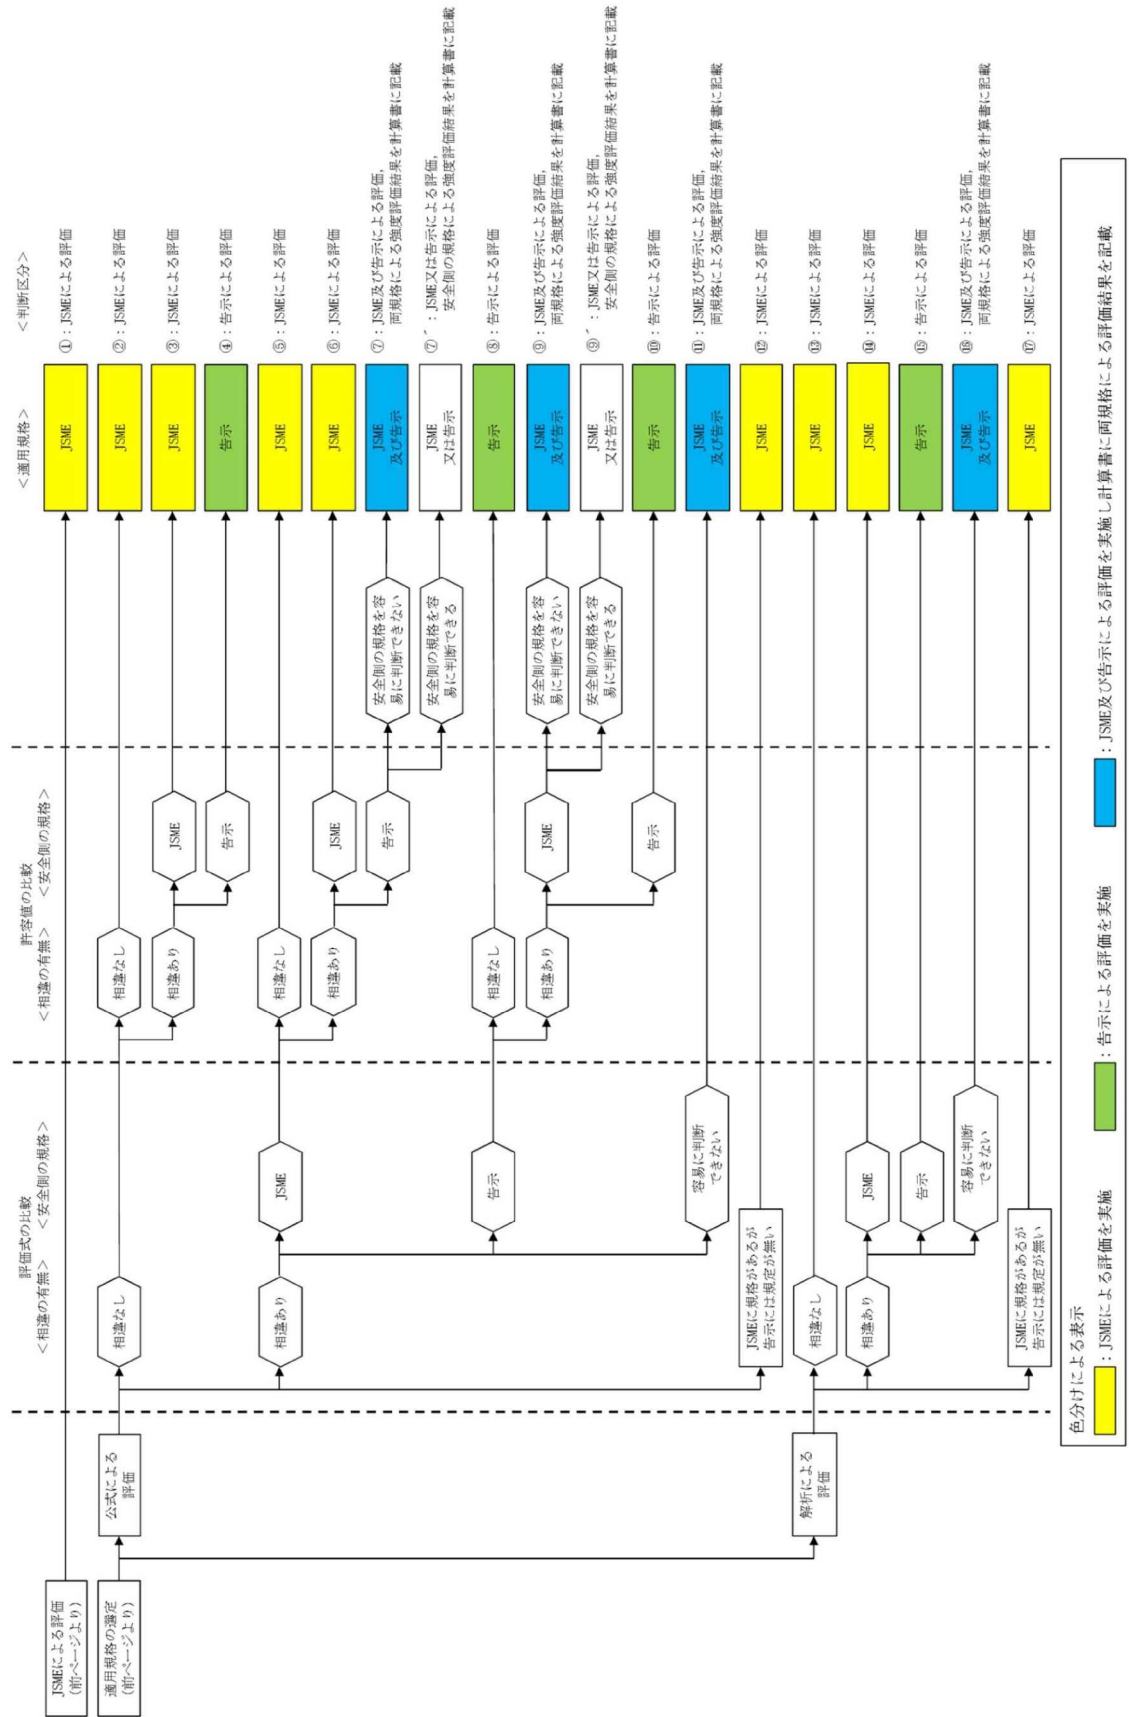 評価式の比較
＜相違の有無＞ ＜安全側の規格＞
許容値の比較
＜相違の有無＞ ＜安全側の規格＞
＜適用規格＞
＜判断区分＞
JSMEによる評価
（前ページより）
JSME
①：JSMEによる評価
適用規格の選定
（前ページより）
公式による
評価
相違なし
相違なし
JSME
②：JSMEによる評価
相違あり
JSME
JSME
③：JSMEによる評価
告示
告示
④：告示による評価
相違あり
JSME
相違なし
JSME
⑤：JSMEによる評価
相違あり
JSME
JSME
⑥：JSMEによる評価
告示
安全側の規格を容
易に判断できない
JSME
及び告示
⑦：JSME及び告示による評価，
両規格による強度評価結果を計算書に記載
安全側の規格を容
易に判断できる
JSME
又は告示
⑦´：JSME又は告示による評価，
安全側の規格による強度評価結果を計算書に記載
告示
相違なし
告示
⑧：告示による評価
相違あり
JSME
安全側の規格を容
易に判断できない
JSME
及び告示
⑨：JSME及び告示による評価，
両規格による強度評価結果を計算書に記載
安全側の規格を容
易に判断できる
JSME
又は告示
⑨´：JSME又は告示による評価，
安全側の規格による強度評価結果を計算書に記載
告示
告示
⑩：告示による評価
容易に判断
できない
JSME
及び告示
⑪：JSME及び告示による評価，
両規格による強度評価結果を計算書に記載
JSMEに規格があるが
告示には規定が無い
JSME
⑫：JSMEによる評価
解析による
評価
相違なし
JSME
⑬：JSMEによる評価
相違あり
JSME
JSME
⑭：JSMEによる評価
告示
告示
⑮：告示による評価
容易に判断
できない
JSME
及び告示
⑯：JSME及び告示による評価，
両規格による強度評価結果を計算書に記載
JSMEに規格があるが
告示には規定が無い
JSME
⑰：JSMEによる評価
色分けによる表示
：JSMEによる評価を実施
：告示による評価を実施
：JSME及び告示による評価を実施し計算書に両規格による評価結果を記載